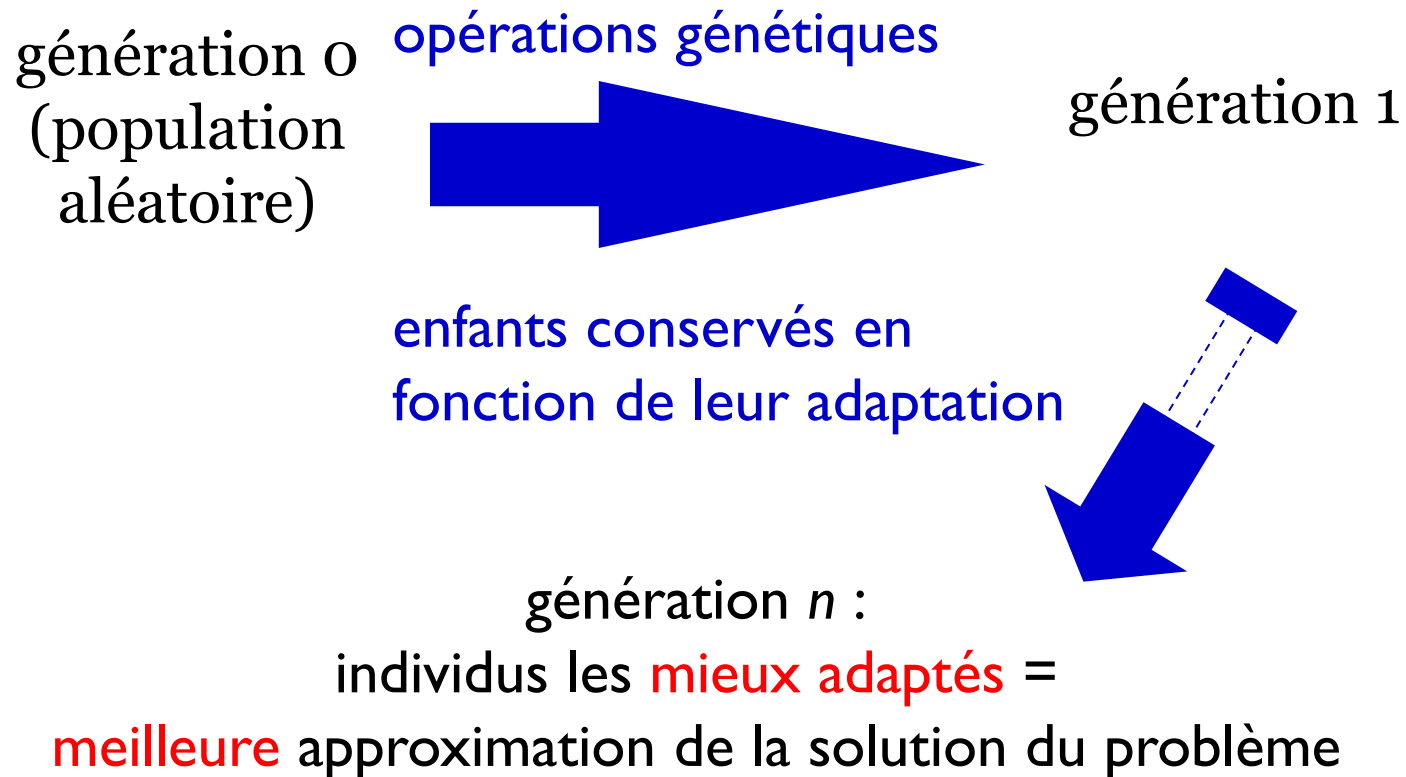 génération 0
(population
aléatoire)
opérations génétiques
génération 1
enfants conservés en
fonction de leur adaptation
génération n :
individus les mieux adaptés =
meilleure approximation de la solution du problème